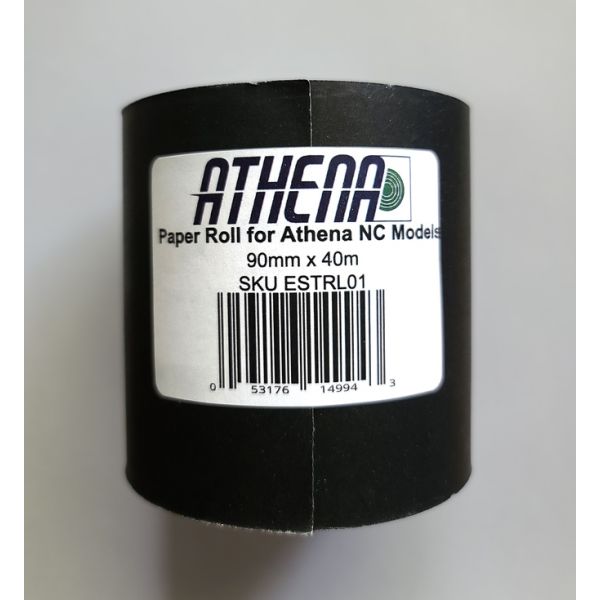 ATHENA
Paper Roll for Athena NC Models
90mm x 40m
SKU ESTRL01
0 53176 14994 3